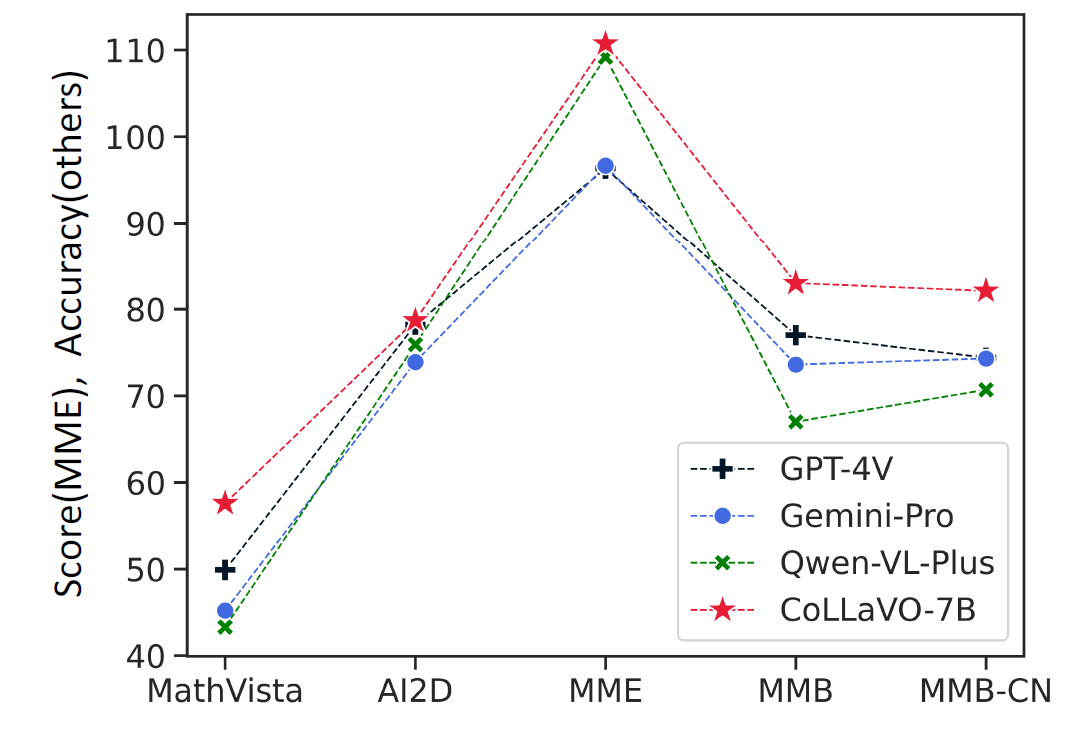 Score(MME), Accuracy(others)
110
100
90
80
70
60
50
40
GPT-4V
Gemini-Pro
Qwen-VL-Plus
CoLLaVO-7B
MathVista AI2D MME MMB MMB-CN